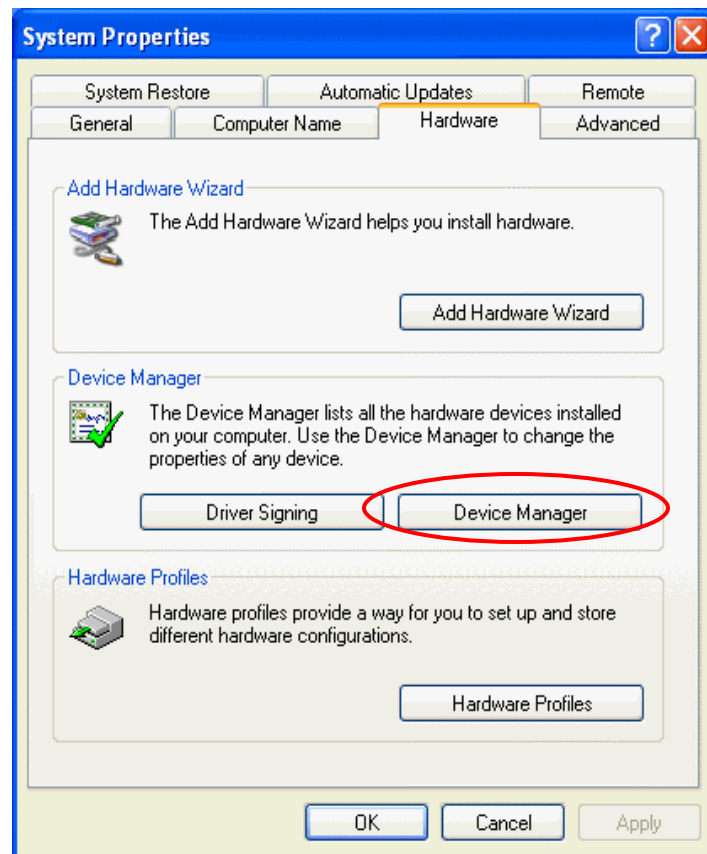 System Properties
System Restore Automatic Updates Remote
General Computer Name Hardware Advanced
Add Hardware Wizard
The Add Hardware Wizard helps you install hardware.
Add Hardware Wizard
Device Manager
The Device Manager lists all the hardware devices installed
on your computer. Use the Device Manager to change the
properties of any device.
Driver Signing Device Manager
Hardware Profiles
Hardware profiles provide a way for you to set up and store
different hardware configurations.
Hardware Profiles
OK Cancel Apply